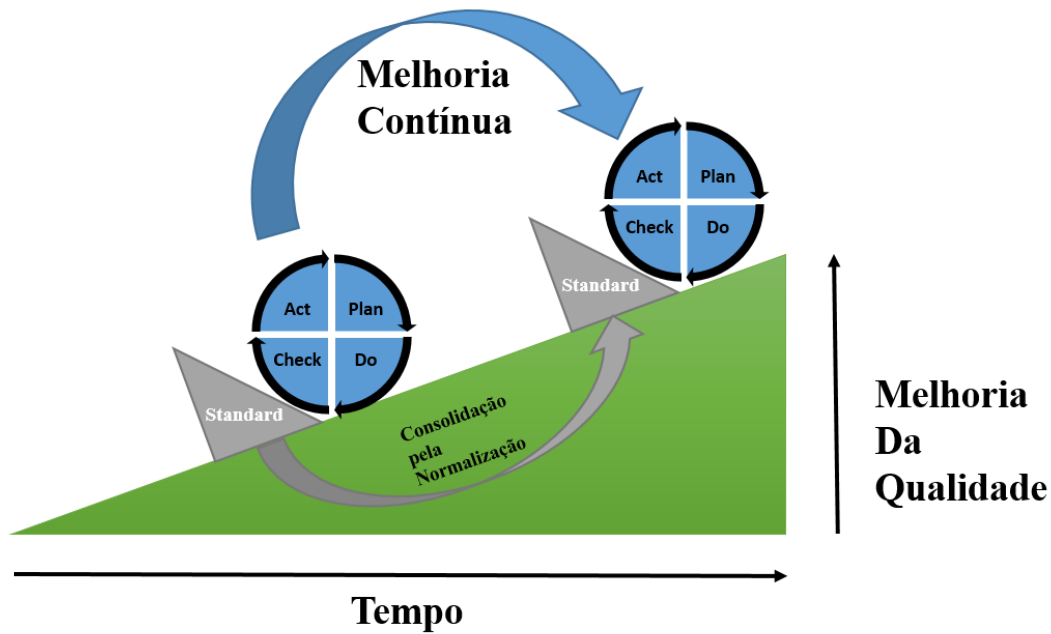 Melhoria
Contínua
Act
Plan
Check
Do
Standard
Act
Plan
Check
Do
Standard
Consolidação
pela
Normalização
Melhoria
Da
Qualidade
Tempo